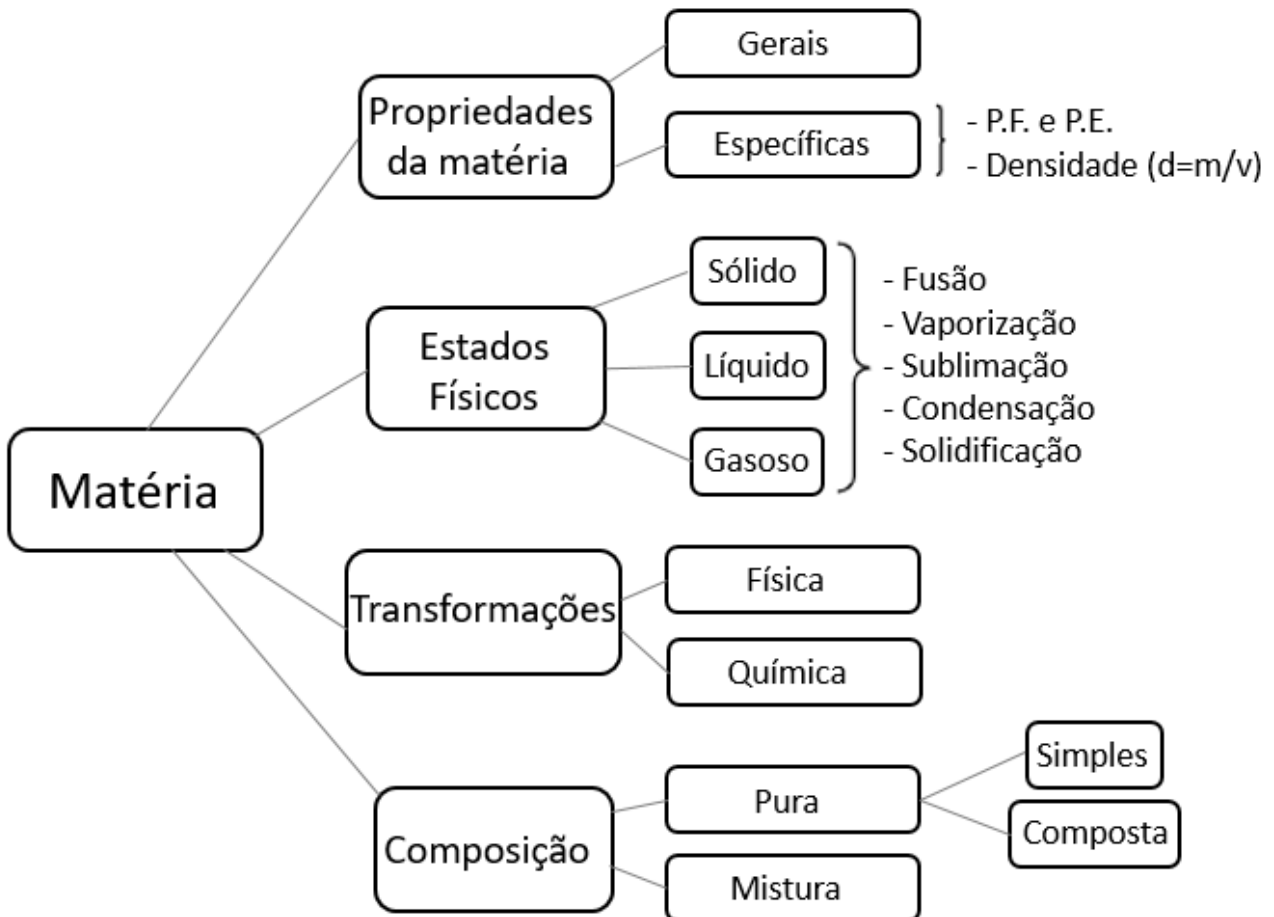 Matéria
Propriedades
da matéria
Gerais
Específicas
- P.F. e P.E.
- Densidade (d=m/v)
Estados
Físicos
Sólido
Líquido
Gasoso
- Fusão
- Vaporização
- Sublimação
- Condensação
- Solidificação
Transformações
Física
Química
Composição
Pura
Simples
Composta
Mistura